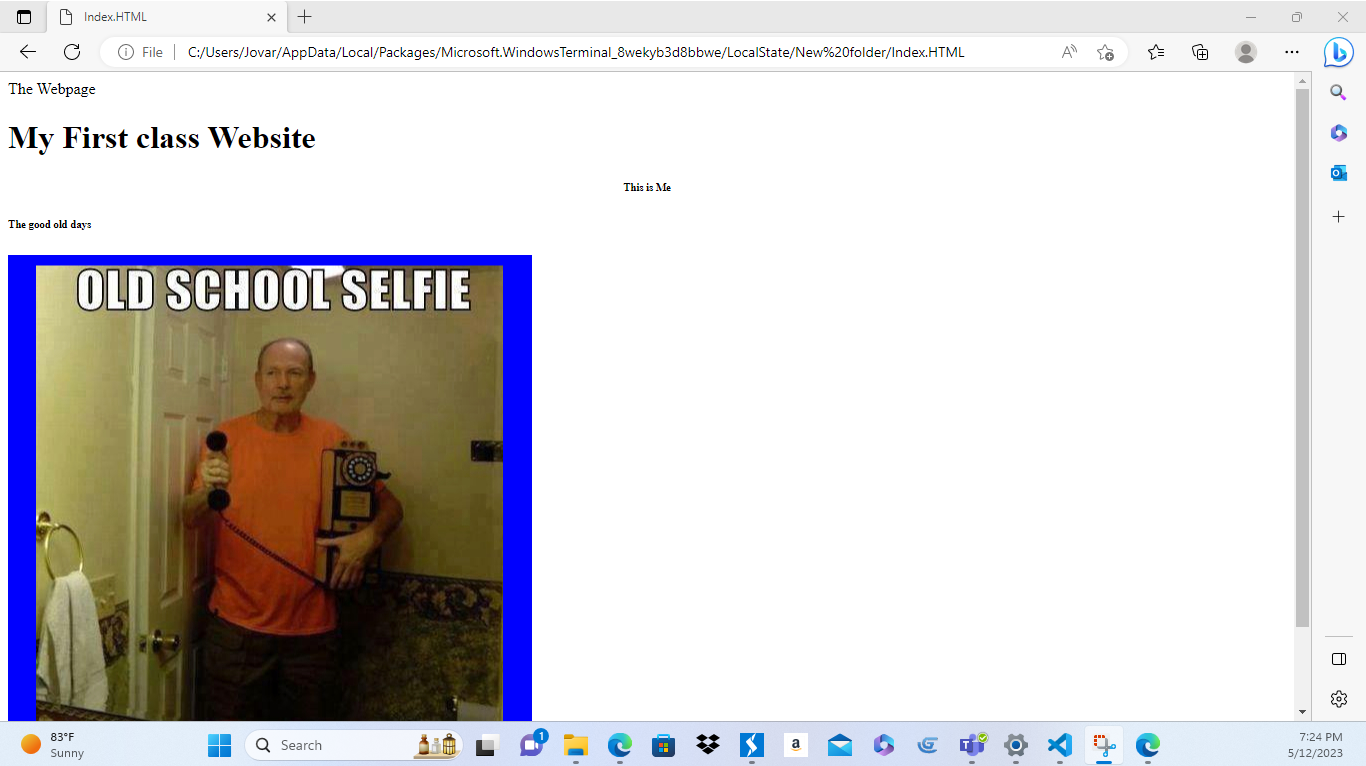 Index.HTML
File
C:/Users/Jovar/AppData/Local/Packages/Microsoft.WindowsTerminal_8wekyb3d8bbwe/LocalState/New%20folder/Index.HTML
The Webpage
My First class Website
This is Me
The good old days
OLD SCHOOL SELFIE
83°F
Sunny
Search
1
a
7:24 PM
5/12/2023